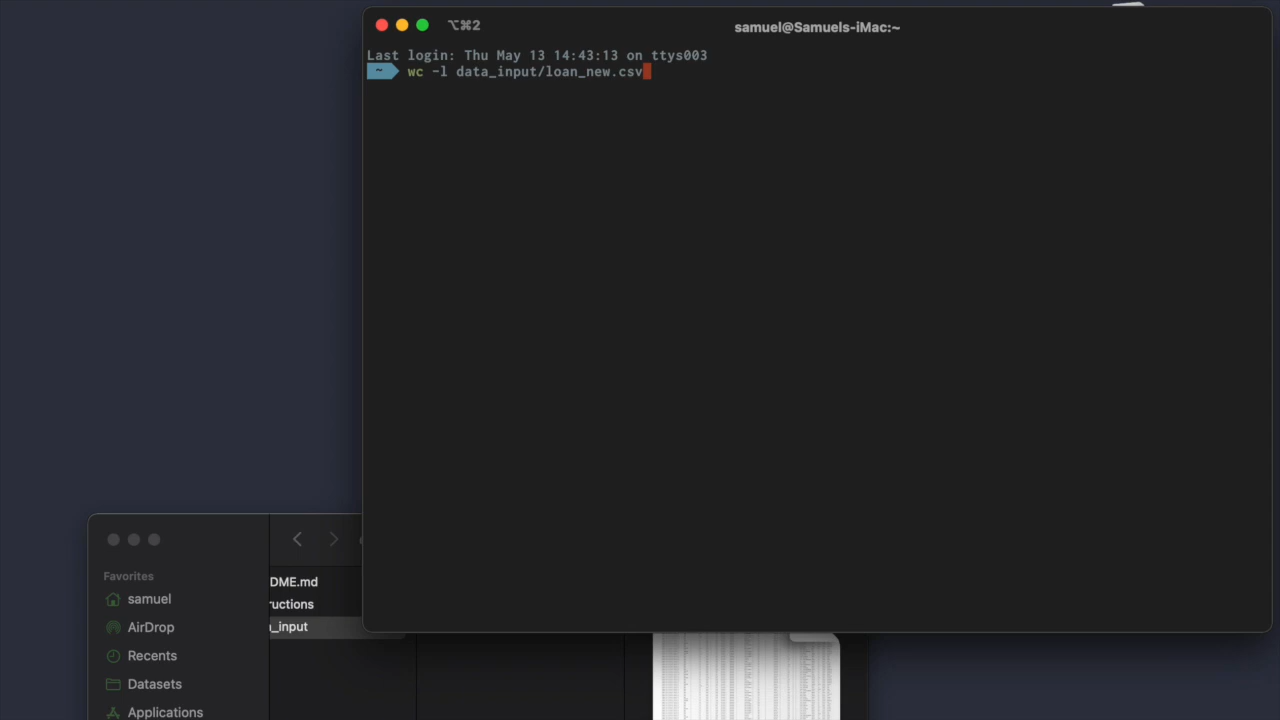 ⌥⌘2
samuel@Samuels-iMac:~
Last login: Thu May 13 14:43:13 on ttys003
~ wc -l data_input/loan_new.csv
Favorites
samuel
AirDrop
Recents
Datasets
Applications
DME.md
ructions
_input